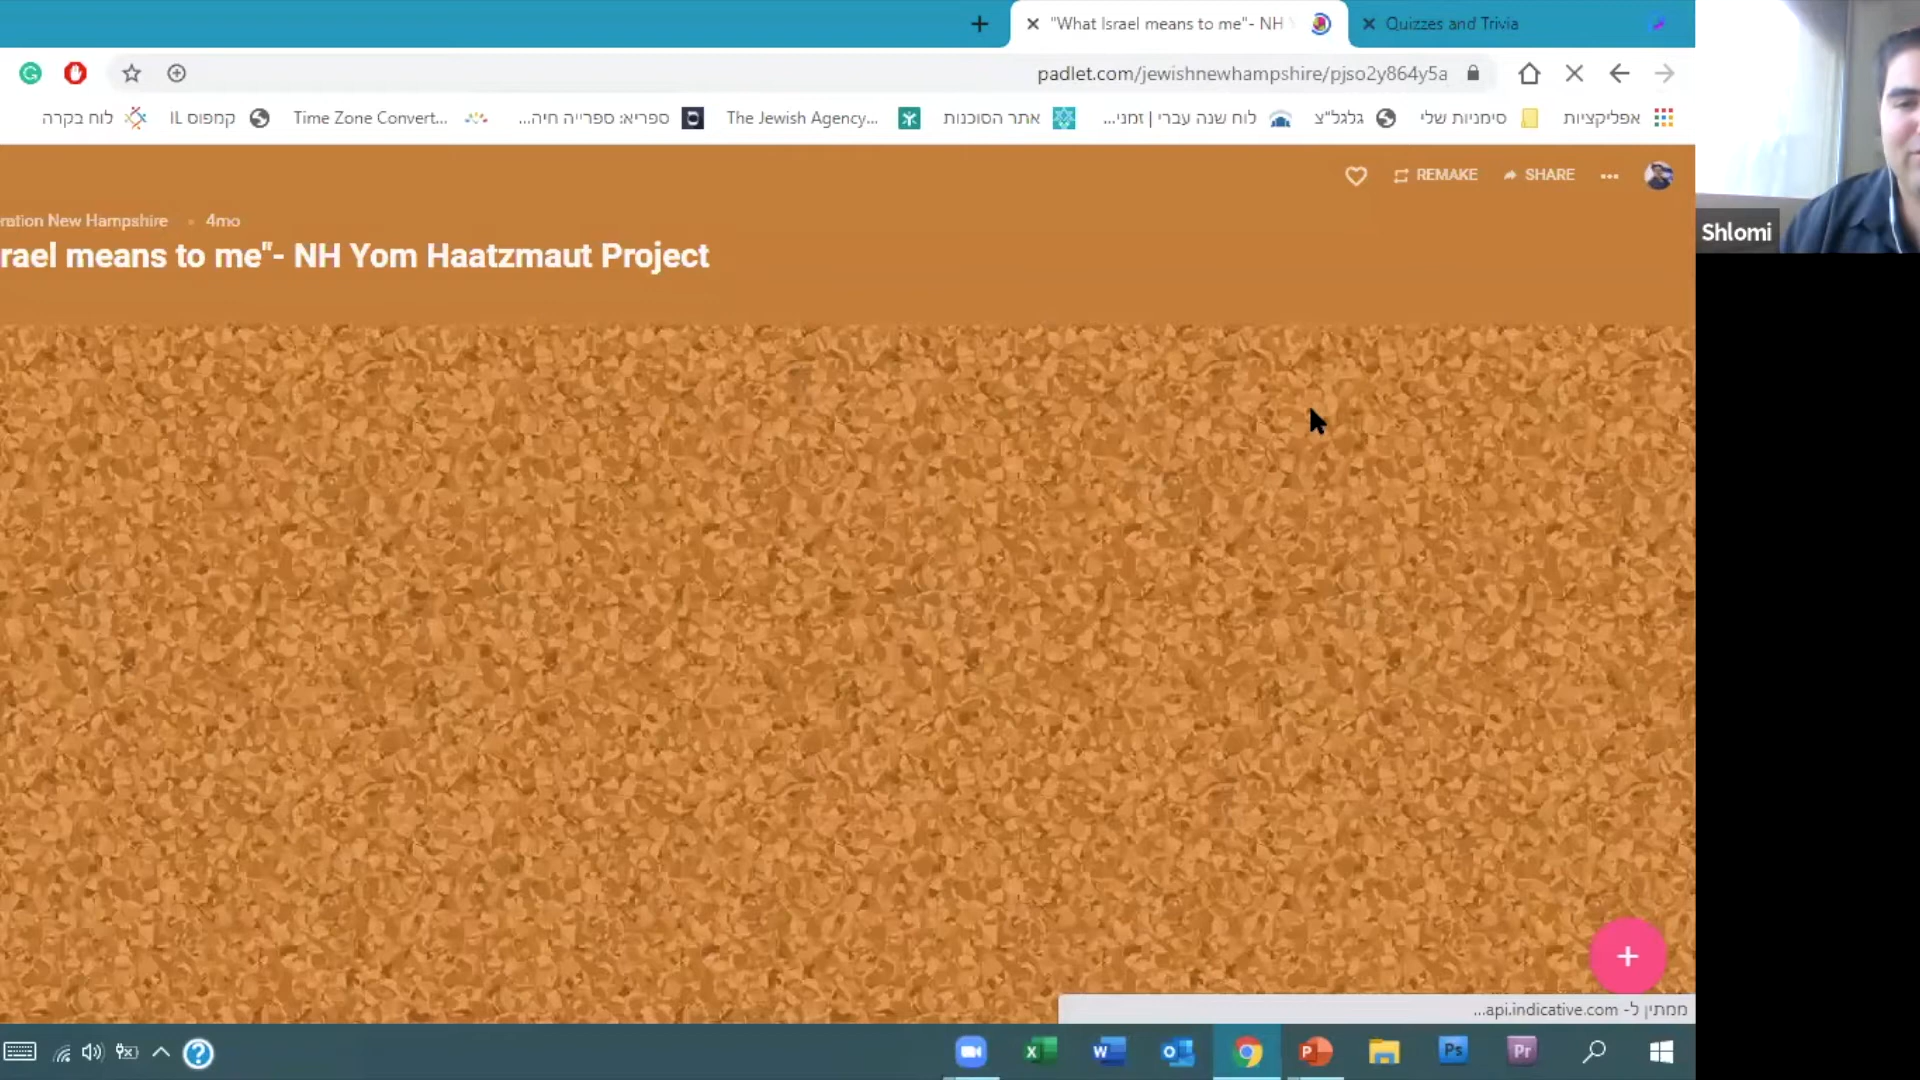 "What Israel means to me"- NH
Quizzes and Trivia
padlet.com/jewishnewhampshire/pjso2y864y5a
אפליקציות
סימניות שלי
גלגל"צ
לוח שנה עברי | זמני...
אתר הסוכנות
The Jewish Agency...
ספריא: ספרייה חיה...
Time Zone Convert...
קמפוס IL
לוח בקרה
REMAKE
SHARE
Shlomi
ration New Hampshire • 4mo
rael means to me"- NH Yom Haatzmaut Project
ממתין ל- api.indicative.com...